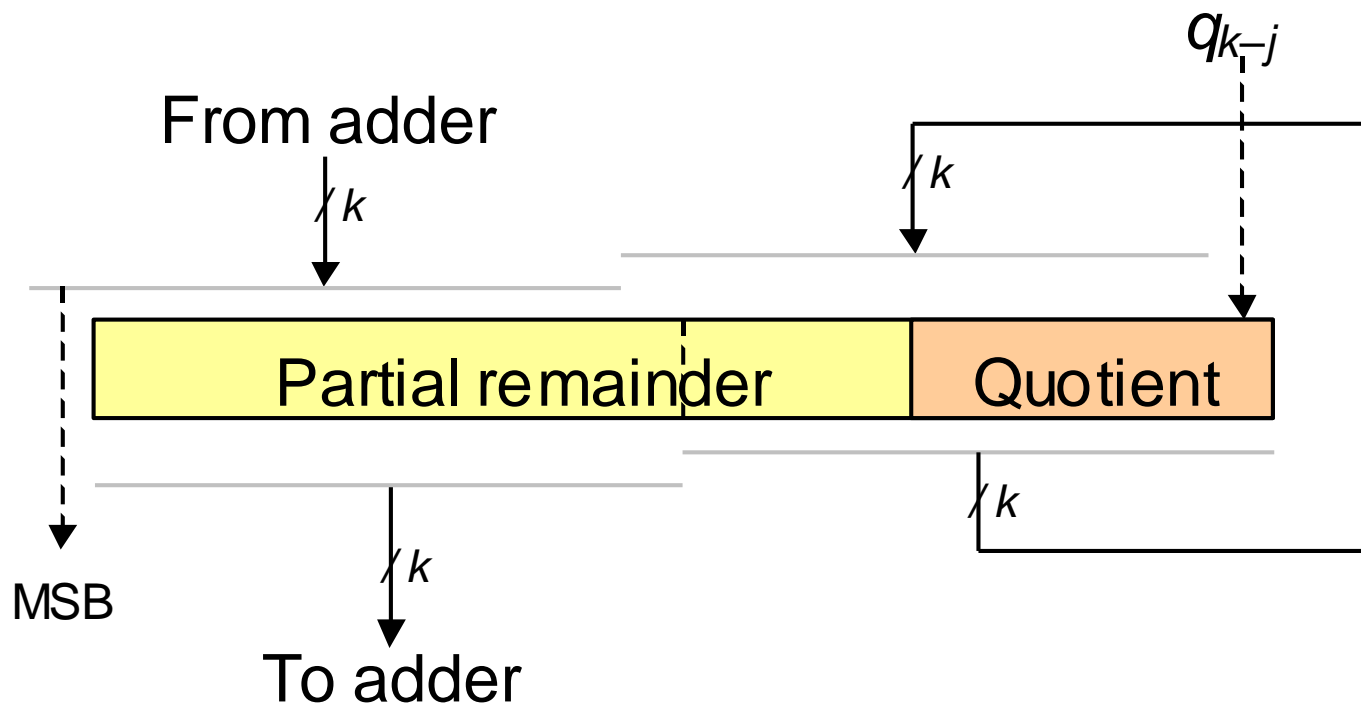 q_{k–j}
From adder
/ k
/ k
Partial remainder
Quotient
/ k
/ k
MSB
To adder